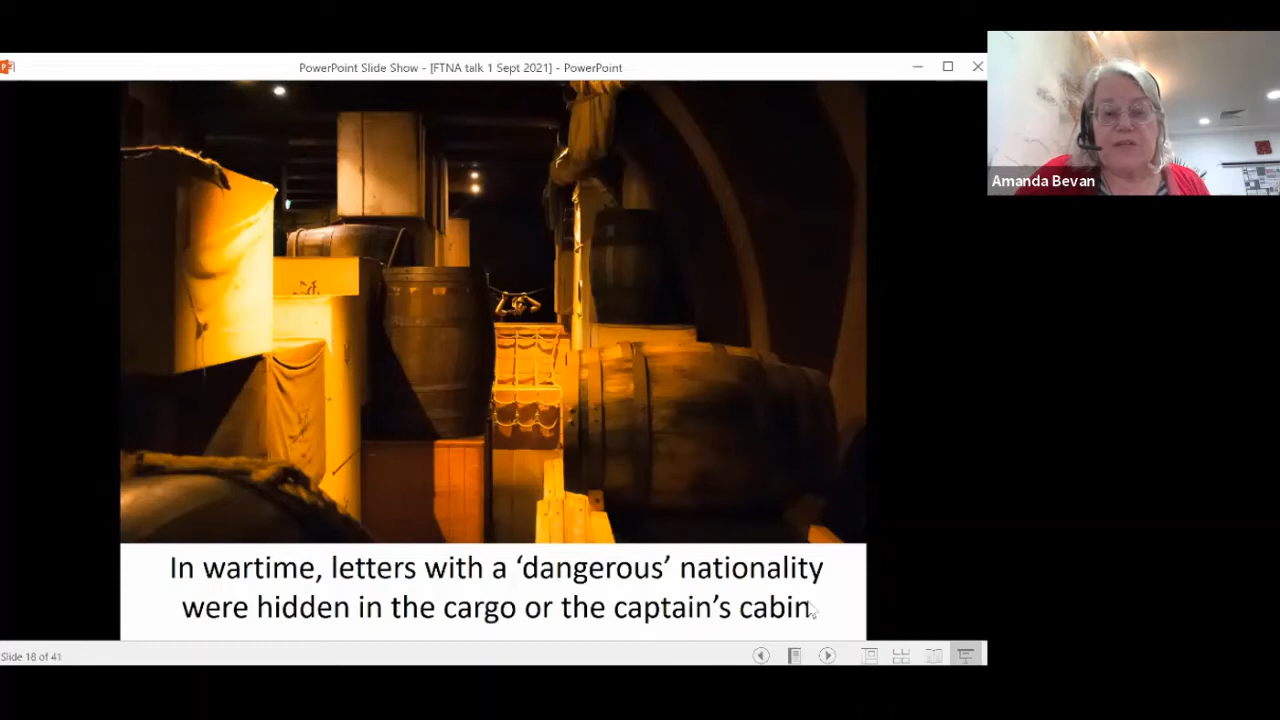 PowerPoint Slide Show - [FTNA talk 1 Sept 2021] - PowerPoint
Amanda Bevan
In wartime, letters with a ‘dangerous’ nationality
were hidden in the cargo or the captain’s cabin
Slide 18 of 41